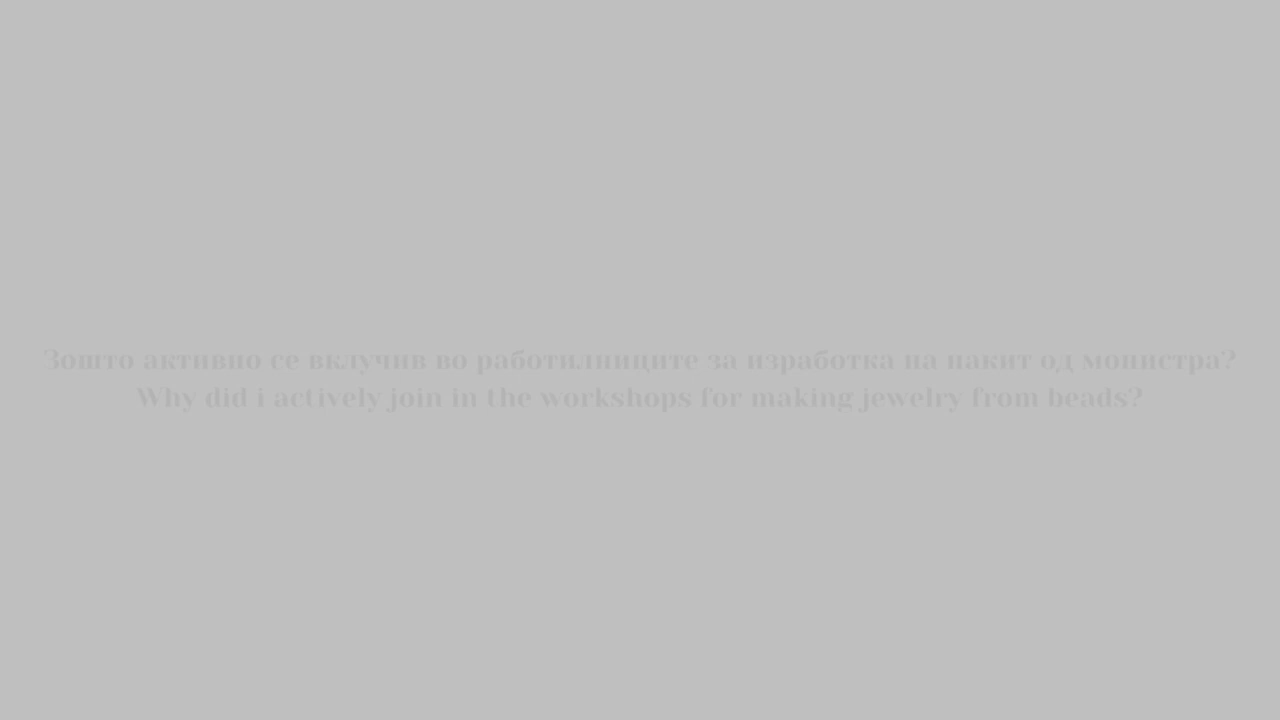 Зошто активно се вклучив во работилниците за изработка на накит од монистра?
Why did i actively join in the workshops for making jewelry from beads?